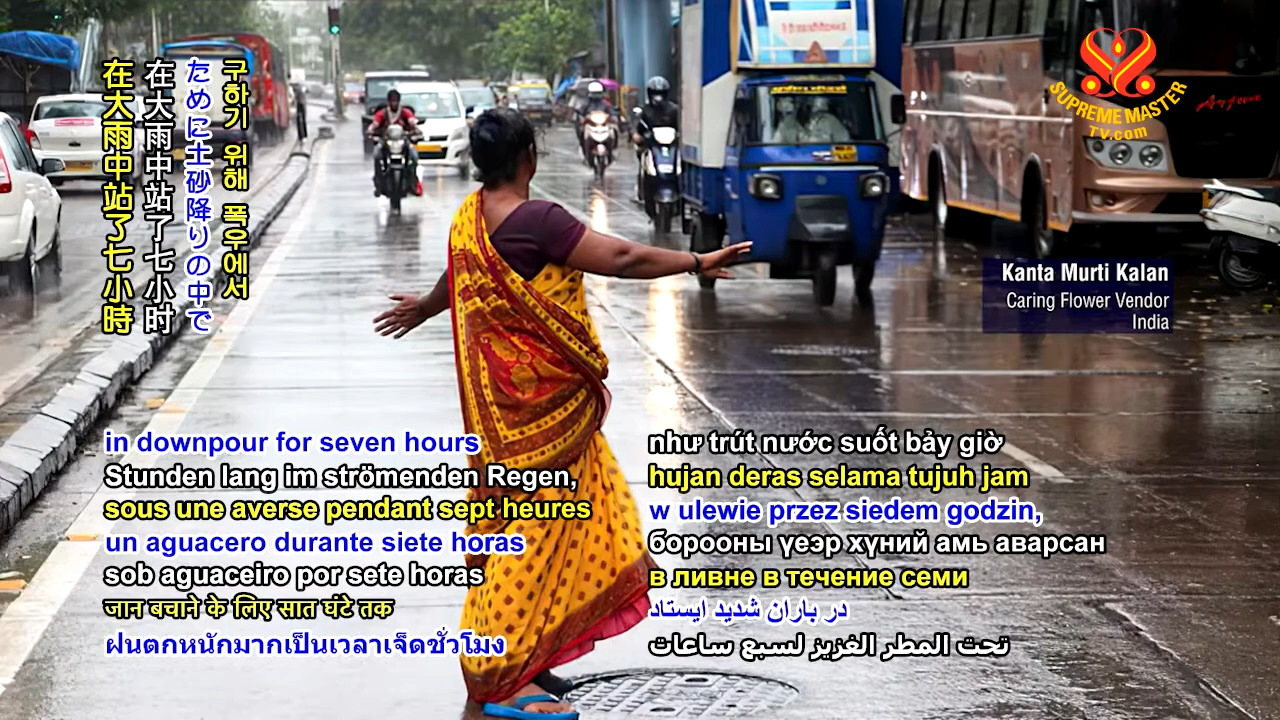 在大雨中站了七小時
在大雨中站了七小时
ために土砂降りの中で
구하기 위해 폭우에서
SUPREME MASTER
TV.com
Kanta Murti Kalan
Caring Flower Vendor
India
in downpour for seven hours
Stunden lang im strömenden Regen,
sous une averse pendant sept heures
un aguacero durante siete horas
sob aguaceiro por sete horas
जान बचाने के लिए सात घंटे तक
ฝนตกหนักมากเป็นเวลาเจ็ดชั่วโมง
như trút nước suốt bảy giờ
hujan deras selama tujuh jam
w ulewie przez siedem godzin,
борооны үеэр хүний амь аварсан
в ливне в течение семи
در باران شدید ایستاد
تحت المطر الغزيز لسبع ساعات